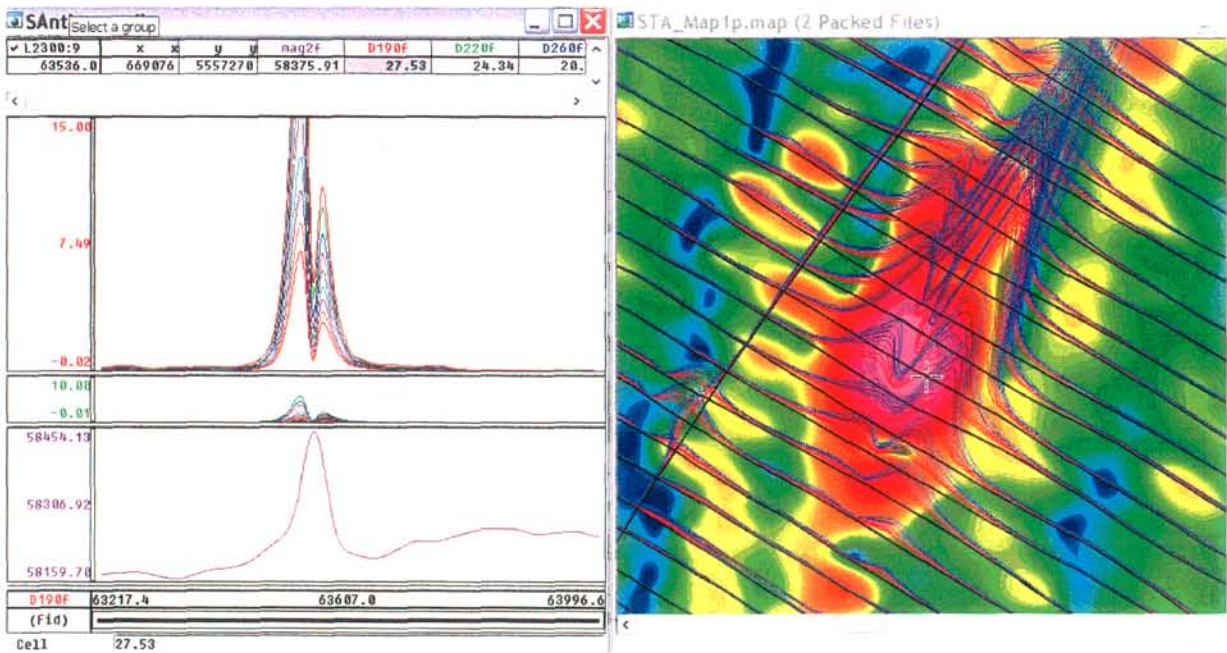 SAnt
Select a group
STA_Map1p.map (2 Packed Files)
L2300:9 x x y y mag2f D190f D220f D260f
63536.0 669076 5557270 58375.91 27.53 24.34 20.
15.00
7.49
-0.02
10.00
-0.01
58454.13
58306.92
58159.70
D190f 63217.4 63607.0 63996.6
(Fid)
Cell 27.53